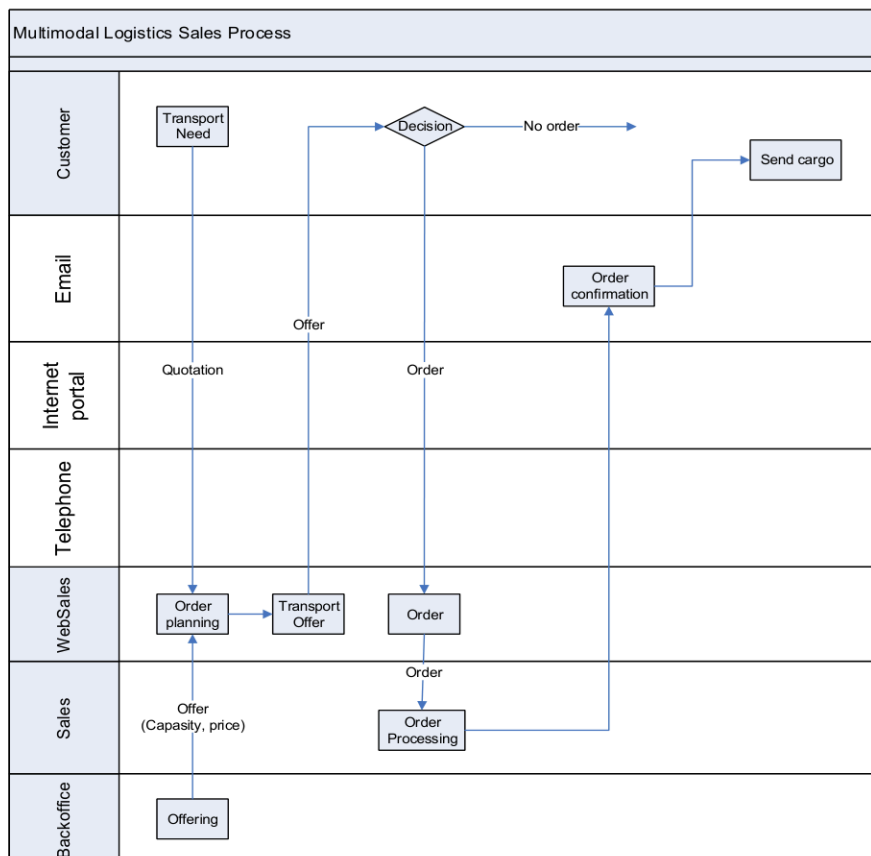 Multimodal Logistics Sales Process
Customer
Transport
Need
Decision
No order
Send cargo
Email
Order
confirmation
Offer
Internet
portal
Quotation
Order
Telephone
WebSales
Order
planning
Transport
Offer
Order
Order
Sales
Offer
(Capasity, price)
Order
Processing
Backoffice
Offering